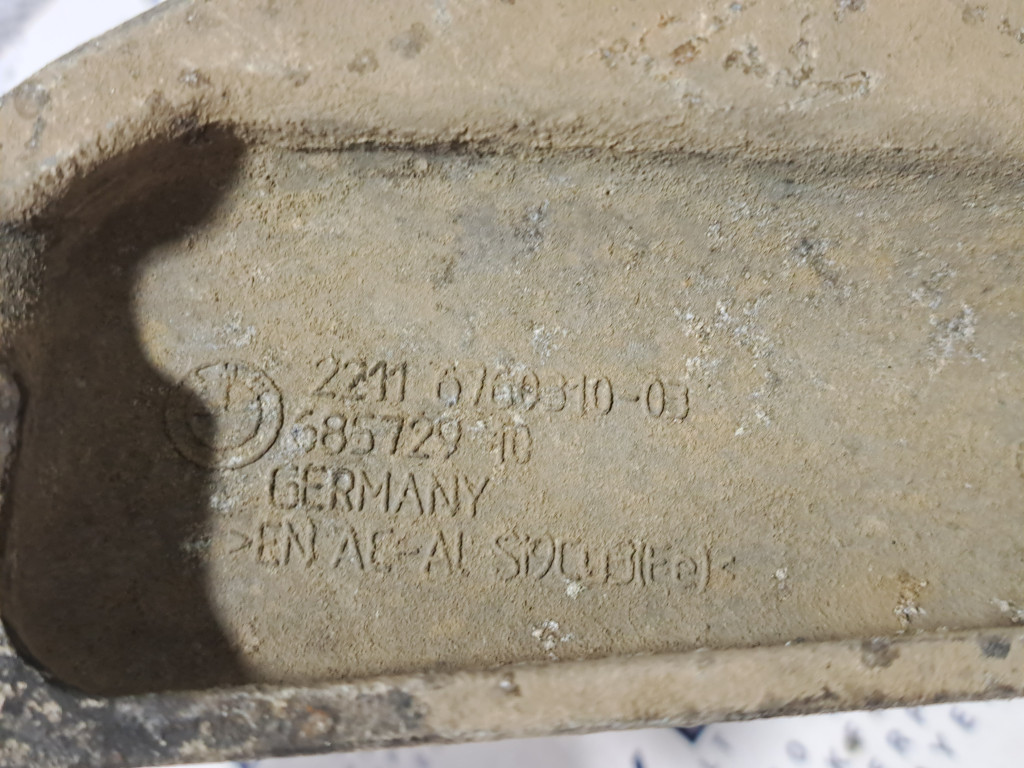 2211 6760310-03
685729 10
GERMANY
>EN AC-AL Si9Cu3(Fe)<